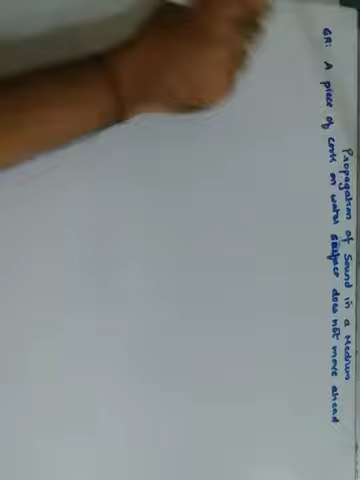 Propagation of Sound in a Medium
GR: A piece of cork on water surface does not move ahead